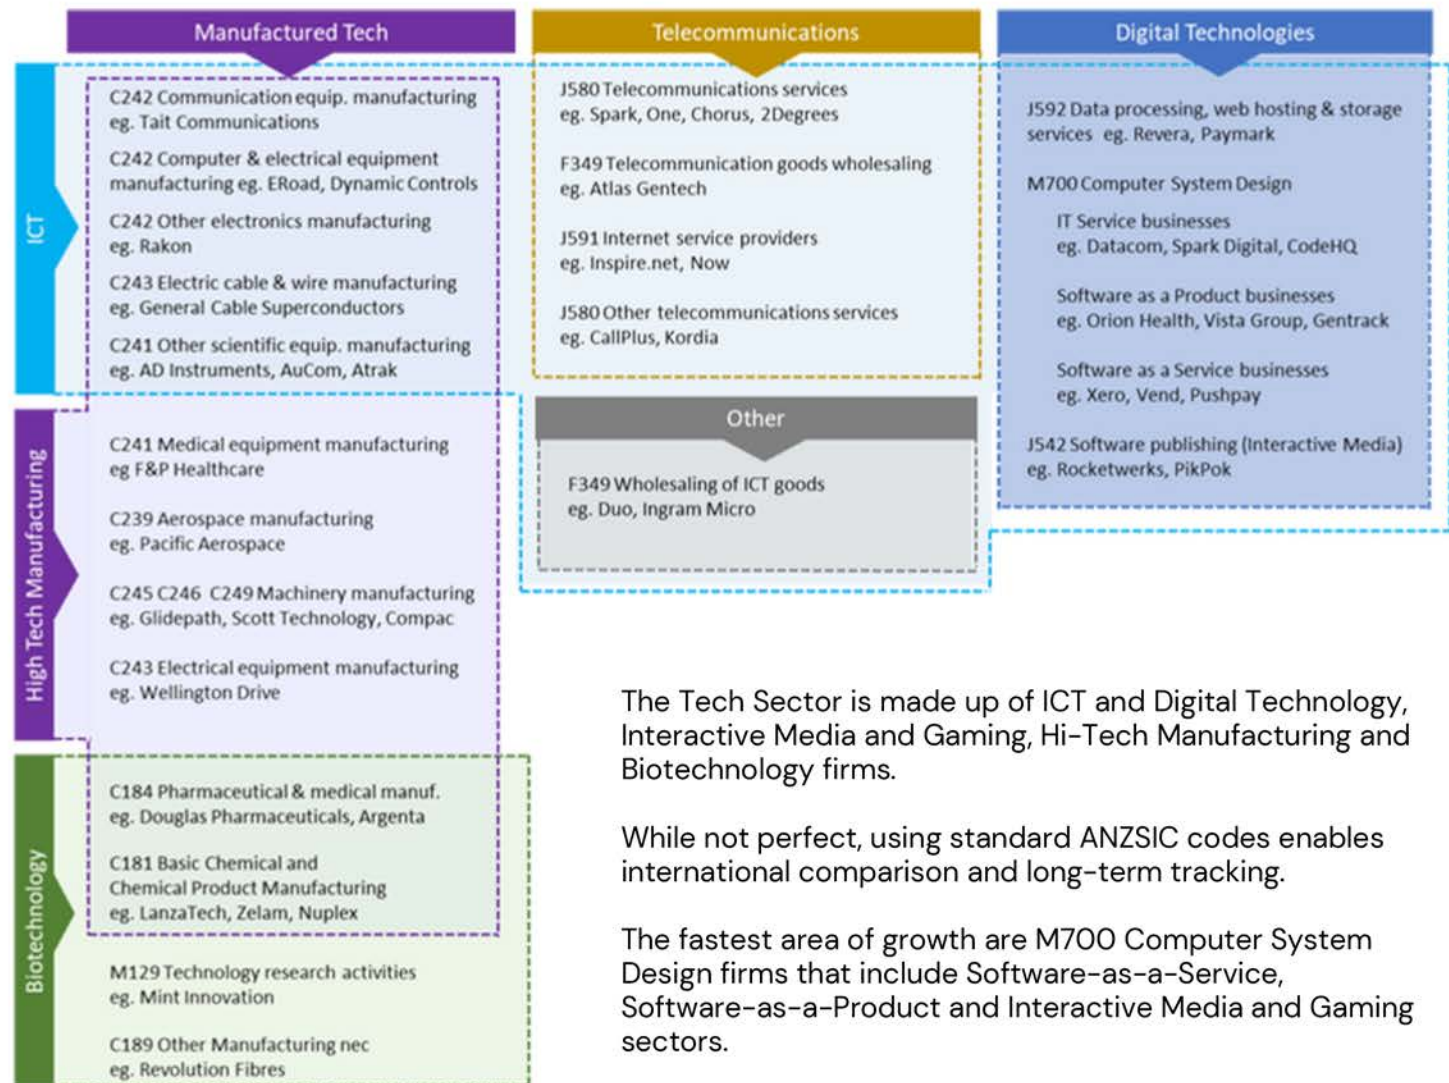 Manufactured Tech
ICT
C242 Communication equip. manufacturing
eg. Tait Communications
C242 Computer & electrical equipment
manufacturing eg. ERoad, Dynamic Controls
C242 Other electronics manufacturing
eg. Rakon
C243 Electric cable & wire manufacturing
eg. General Cable Superconductors
C241 Other scientific equip. manufacturing
eg. AD Instruments, AuCom, Atrak
High Tech Manufacturing
C241 Medical equipment manufacturing
eg F&P Healthcare
C239 Aerospace manufacturing
eg. Pacific Aerospace
C245 C246 C249 Machinery manufacturing
eg. Glidepath, Scott Technology, Compac
C243 Electrical equipment manufacturing
eg. Wellington Drive
Biotechnology
C184 Pharmaceutical & medical manuf.
eg. Douglas Pharmaceuticals, Argenta
C181 Basic Chemical and
Chemical Product Manufacturing
eg. LanzaTech, Zelam, Nuplex
M129 Technology research activities
eg. Mint Innovation
C189 Other Manufacturing nec
eg. Revolution Fibres
Telecommunications
J580 Telecommunications services
eg. Spark, One, Chorus, 2Degrees
F349 Telecommunication goods wholesaling
eg. Atlas Gentech
J591 Internet service providers
eg. Inspire.net, Now
J580 Other telecommunications services
eg. CallPlus, Kordia
Other
F349 Wholesaling of ICT goods
eg. Duo, Ingram Micro
Digital Technologies
J592 Data processing, web hosting & storage
services eg. Revera, Paymark
M700 Computer System Design
IT Service businesses
eg. Datacom, Spark Digital, CodeHQ
Software as a Product businesses
eg. Orion Health, Vista Group, Gentrack
Software as a Service businesses
eg. Xero, Vend, Pushpay
J542 Software publishing (Interactive Media)
eg. Rocketwerks, PikPok
The Tech Sector is made up of ICT and Digital Technology,
Interactive Media and Gaming, Hi-Tech Manufacturing and
Biotechnology firms.
While not perfect, using standard ANZSIC codes enables
international comparison and long-term tracking.
The fastest area of growth are M700 Computer System
Design firms that include Software-as-a-Service,
Software-as-a-Product and Interactive Media and Gaming
sectors.